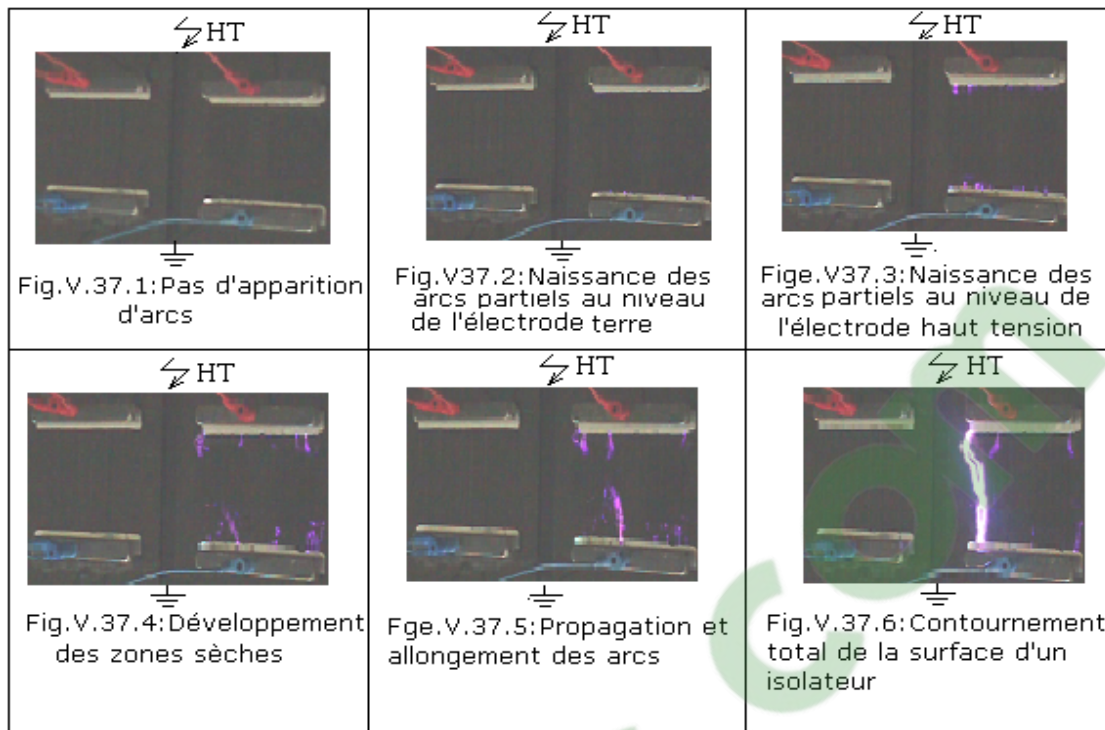 HT
HT
HT
Fig.V.37.1:Pas d'apparition
d'arcs
Fig.V37.2:Naissance des
arcs partiels au niveau
de l'électrode terre
Fige.V37.3:Naissance des
arcs partiels au niveau de
l'électrode haut tension
HT
HT
HT
Fig.V.37.4:Développement
des zones sèches
Fge.V.37.5:Propagation et
allongement des arcs
Fig.V.37.6:Contournement
total de la surface d'un
isolateur